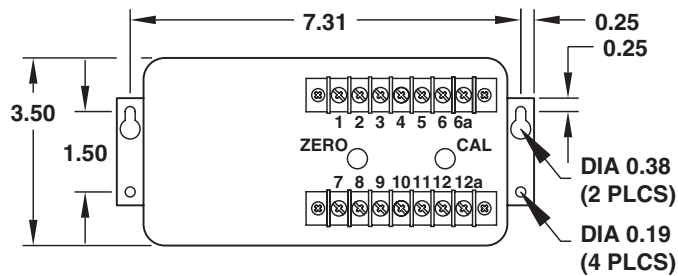 7.31
0.25
0.25
3.50
1.50
1 2 3 4 5 6 6a
ZERO CAL
7 8 9 10 11 12 12a
DIA 0.38
(2 PLCS)
DIA 0.19
(4 PLCS)